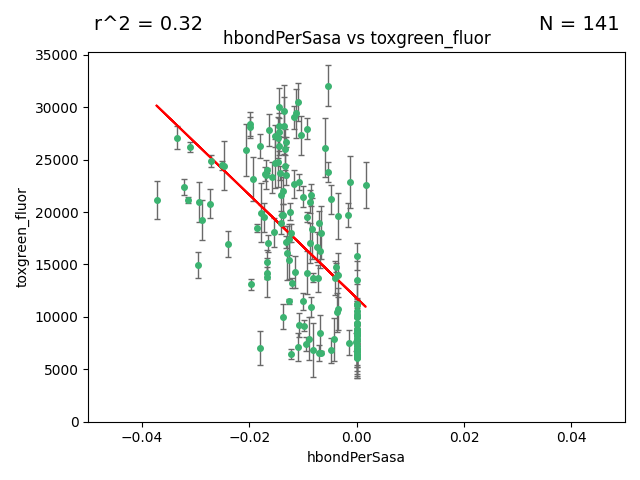 r^2 = 0.32
N = 141
hbondPerSasa vs toxgreen_fluor
35000
30000
25000
20000
15000
10000
5000
0
toxgreen_fluor
−0.04
−0.02
0.00
0.02
0.04
hbondPerSasa